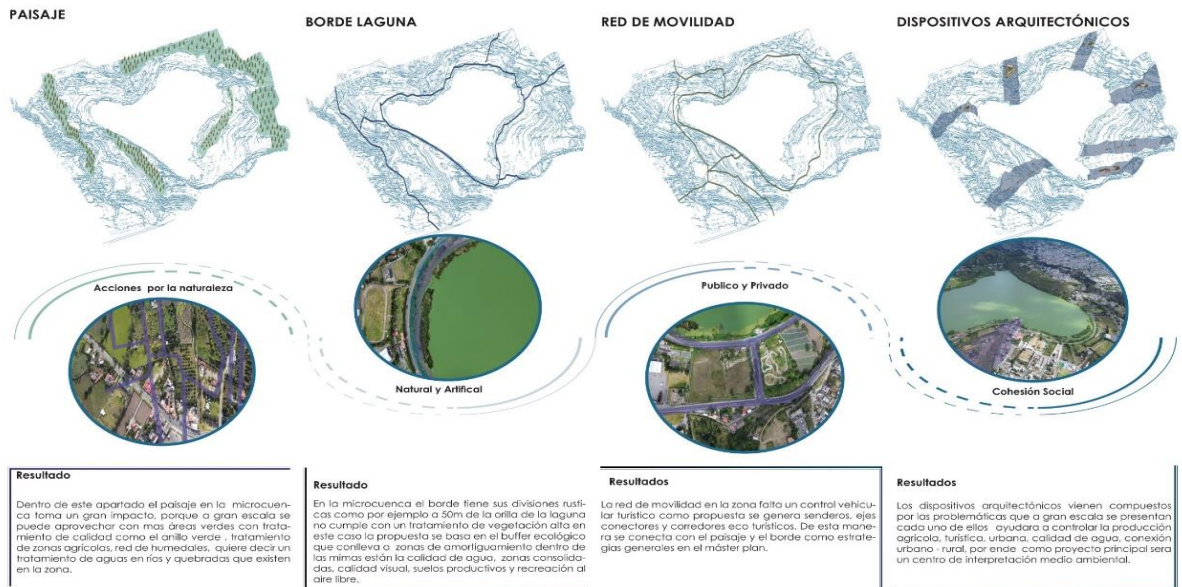 PAISAJE
BORDE LAGUNA
RED DE MOVILIDAD
DISPOSITIVOS ARQUITECTÓNICOS
Acciones por la naturaleza
Natural y Artifical
Publico y Privado
Cohesión Social
Resultado
Dentro de este apartado el paisaje en la microcuen-
ca toma un gran impacto, porque a gran escala se
puede aprovechar con mas áreas verdes con trata-
miento de calidad como el anillo verde , tratamiento
de zonas agrícolas, red de humedales, quiere decir un
tratamiento de aguas en ríos y quebradas que existen
en la zona.
Resultado
En la microcuenca el borde tiene sus divisiones rusti-
cas como por ejemplo a 50m de la orilla de la laguna
no cumple con un tratamiento de vegetación alta en
este caso la propuesta se basa en el buffer ecológico
que conlleva a zonas de amortiguamiento dentro de
las mimas están la calidad de agua, zonas consolida-
das, calidad visual, suelos productivos y recreación al
aire libre.
Resultados
La red de movilidad en la zona falta un control vehícu-
lar turístico como propuesta se genera senderos, ejes
conectores y corredores eco turísticos. De esta mane-
ra se conecta con el paisaje y el borde como estrate-
gias generales en el máster plan.
Resultados
Los dispositivos arquitectónicos vienen compuestos
por las problemáticas que a gran escala se presentan
cada uno de ellos ayudara a controlar la producción
agrícola, turística, urbana, calidad de agua, conexión
urbano - rural, por ende como proyecto principal sera
un centro de interpretación medio ambiental.